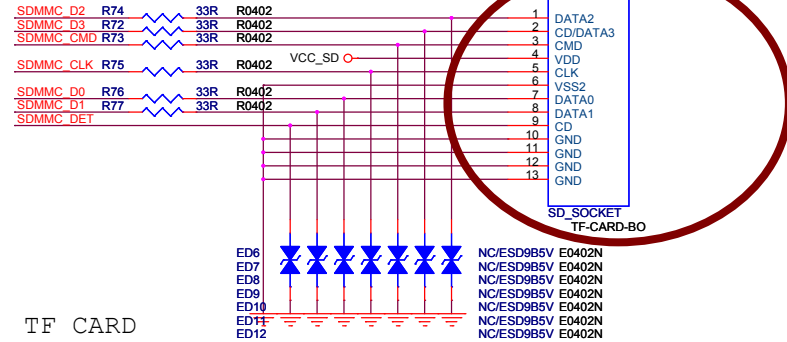 SDMMC_D2 R74 33R R0402
SDMMC_D3 R72 33R R0402
SDMMC_CMD R73 33R R0402
VCC_SD
SDMMC_CLK R75 33R R0402
SDMMC_D0 R76 33R R0402
SDMMC_D1 R77 33R R0402
SDMMC_DET
1 DATA2
2 CD/DATA3
3 CMD
4 VDD
5 CLK
6 VSS2
7 DATA0
8 DATA1
9 CD
10 GND
11 GND
12 GND
13 GND
SD_SOCKET
TF-CARD-BO
ED6 NC/ESD9B5V E0402N
ED7 NC/ESD9B5V E0402N
ED8 NC/ESD9B5V E0402N
ED9 NC/ESD9B5V E0402N
ED10 NC/ESD9B5V E0402N
ED11 NC/ESD9B5V E0402N
ED12 NC/ESD9B5V E0402N
TF CARD